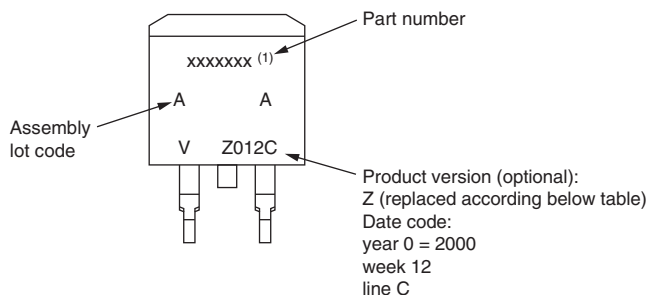 Part number
xxxxxxx (1)
A A
Assembly
lot code
V Z012C
Product version (optional):
Z (replaced according below table)
Date code:
year 0 = 2000
week 12
line C